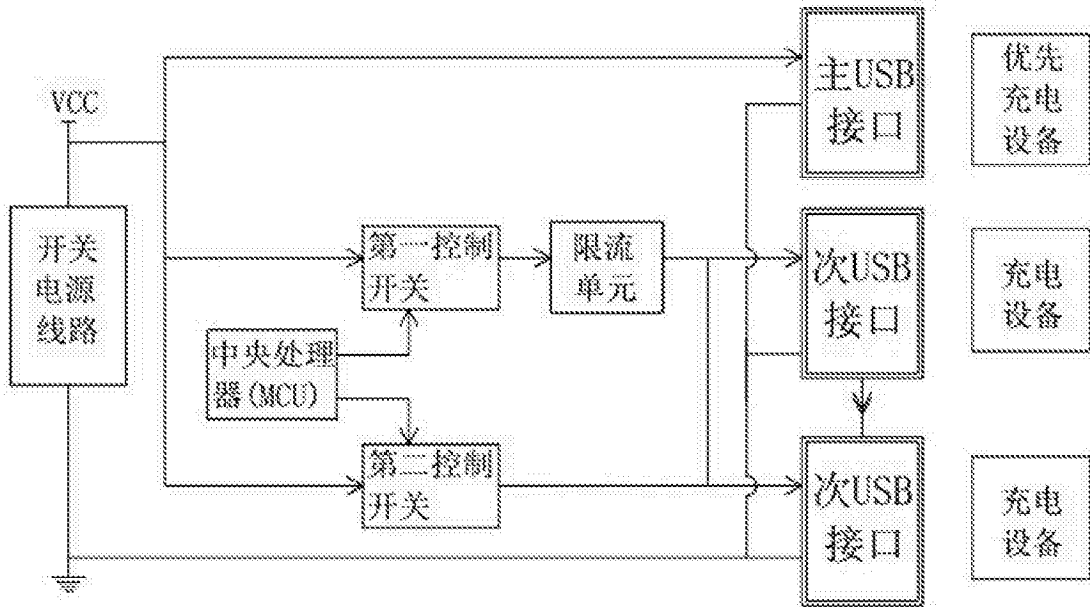 VCC
开关
电源
线路
第一控制
开关
限流
单元
中央处理
器(MCU)
第二控制
开关
主USB
接口
优先
充电
设备
次USB
接口
充电
设备
次USB
接口
充电
设备